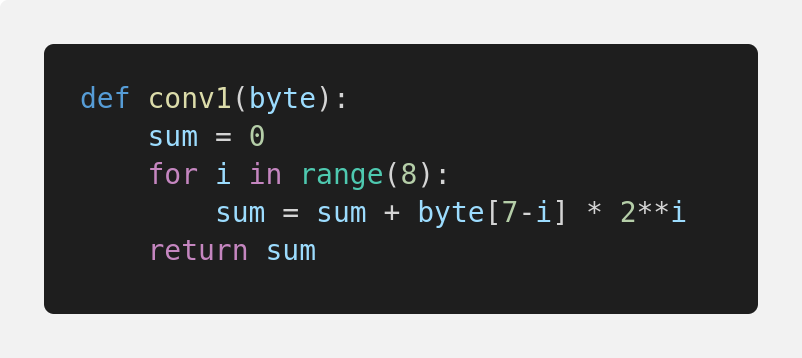 def conv1(byte):
    sum = 0
    for i in range(8):
        sum = sum + byte[7-i] * 2**i
    return sum